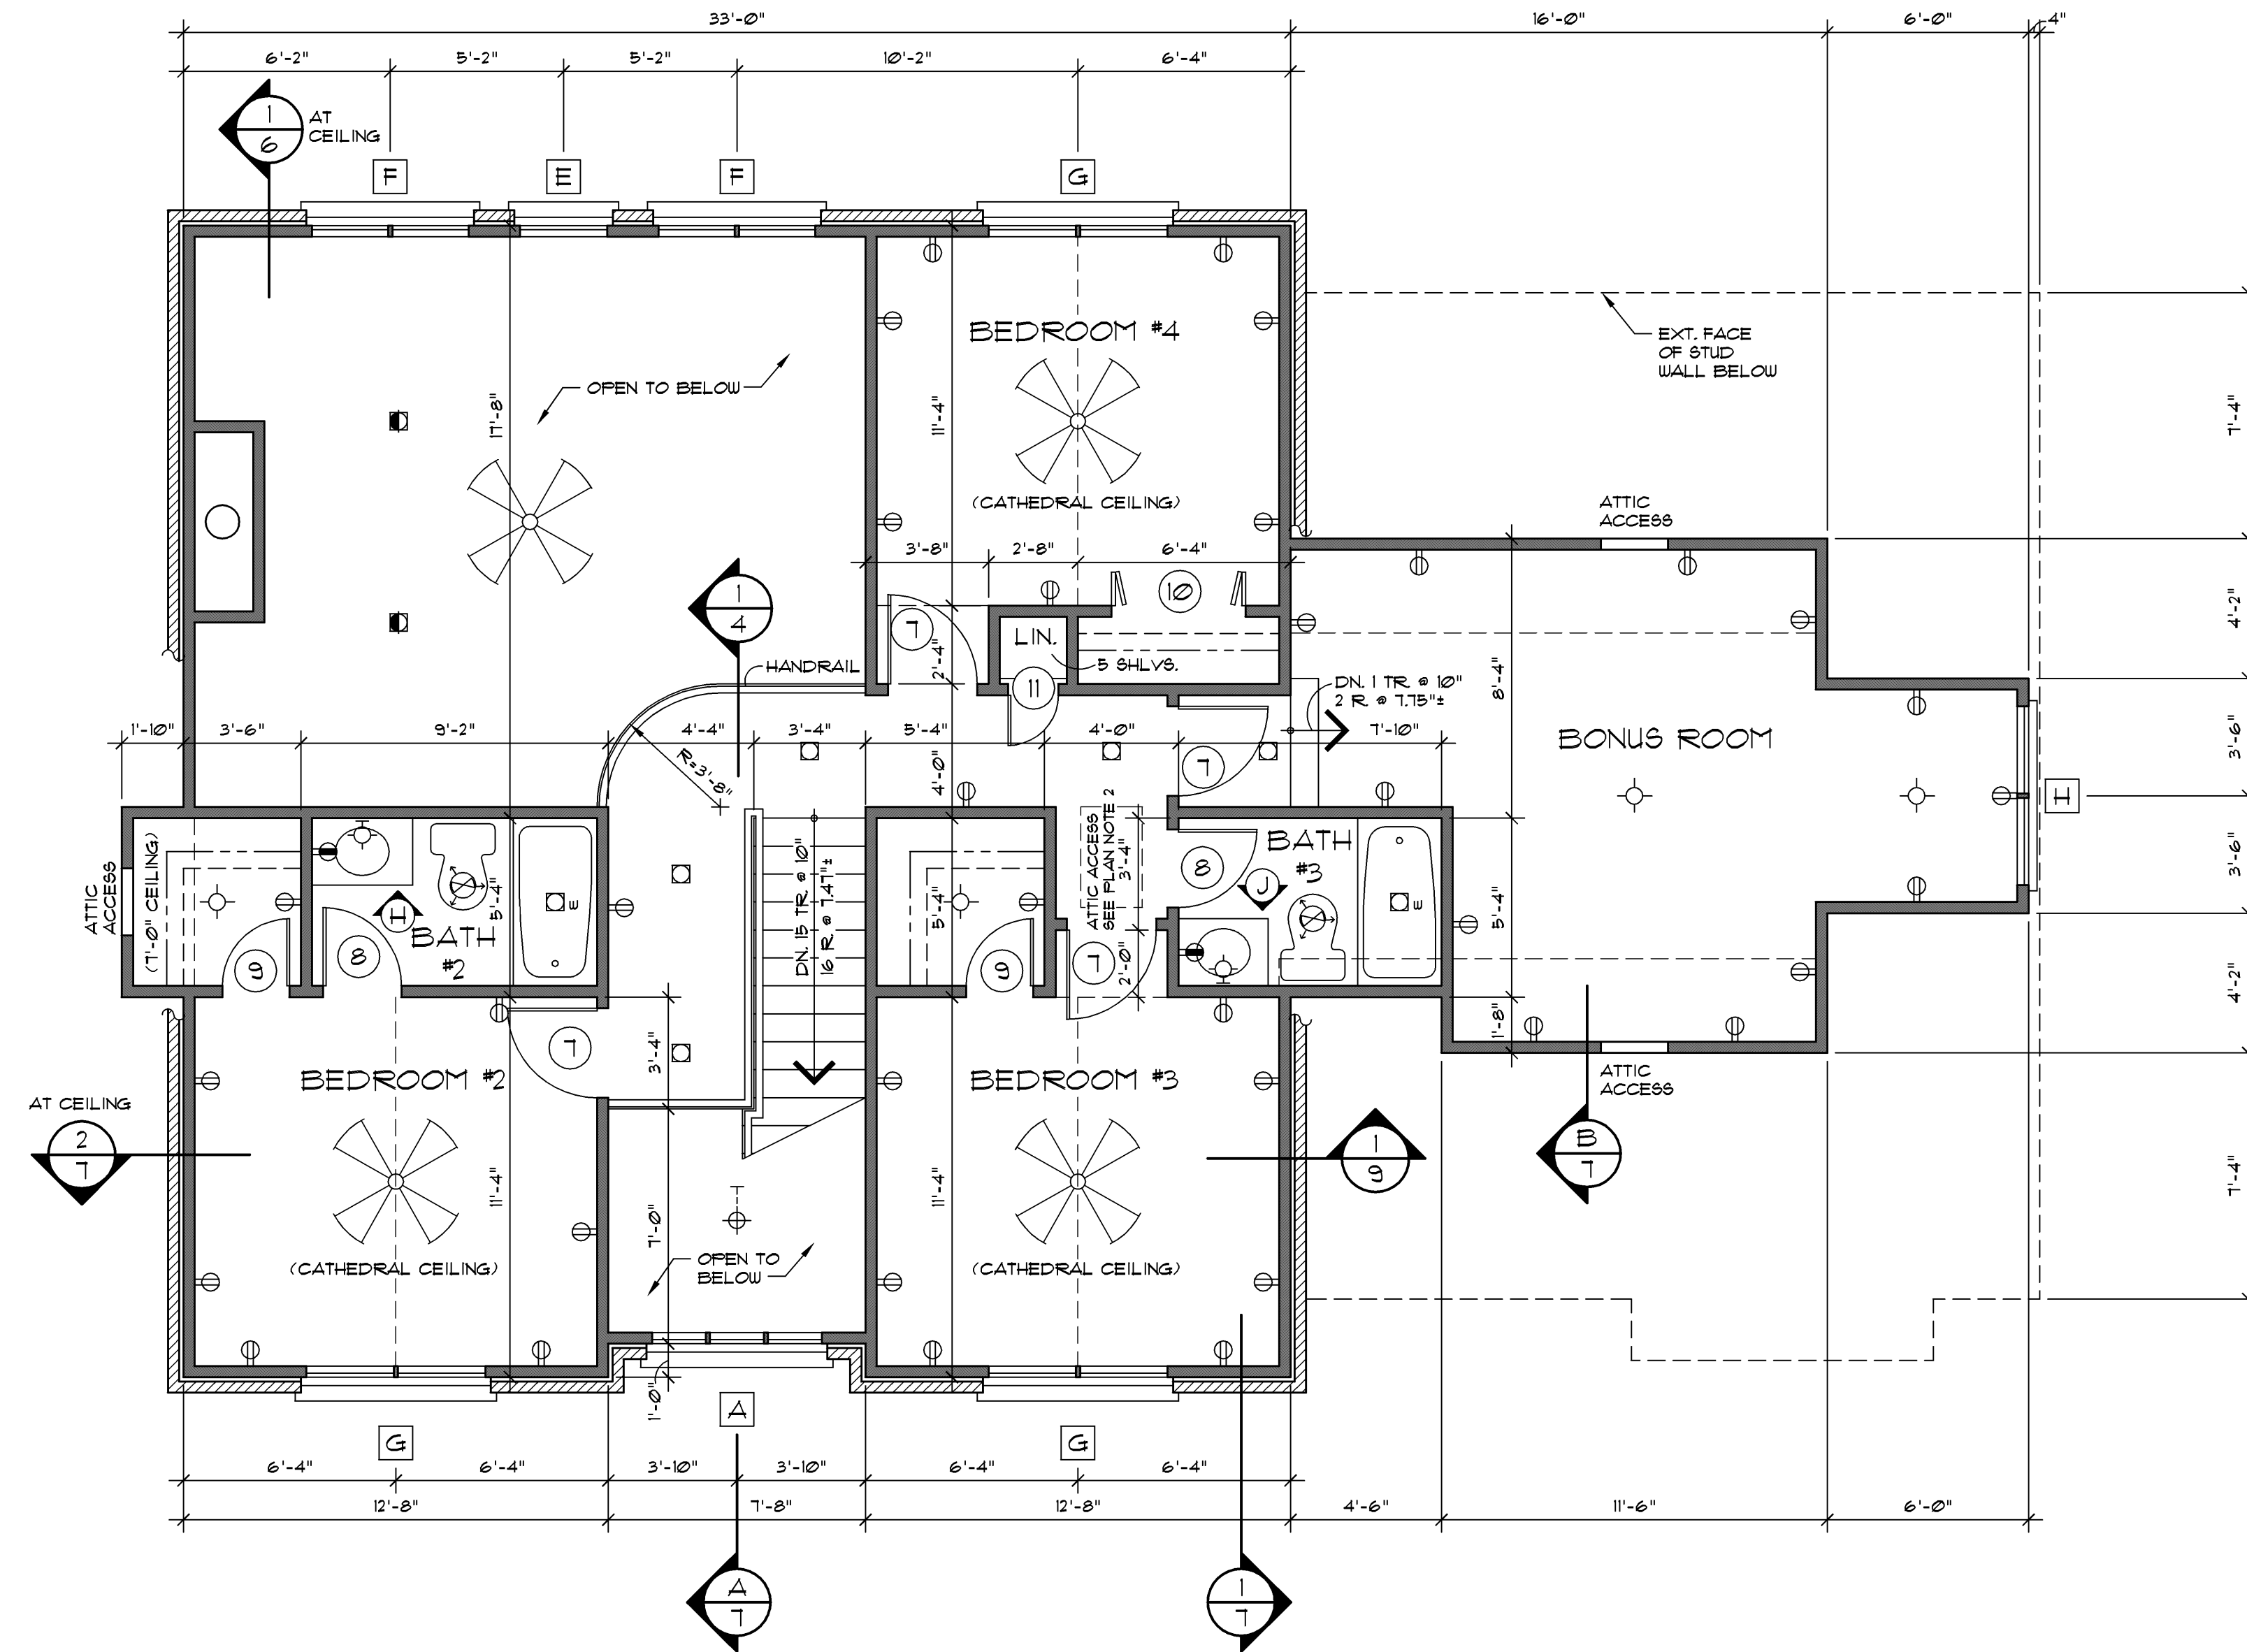 33'-0"
16'-0"
6'-0"
4"
6'-2"
5'-2"
5'-2"
10'-2"
6'-4"
1
6
AT
CEILING
F
E
F
G
BEDROOM #4
EXT. FACE
OF STUD
WALL BELOW
OPEN TO BELOW
17'-8"
11'-4"
7'-4"
(CATHEDRAL CEILING)
ATTIC
ACCESS
3'-8"
2'-8"
6'-4"
10
1
4
7
LIN.
5 SHLVS.
4'-2"
HANDRAIL
2'-4"
11
DN. 1 TR. @ 10"
2 R. @ 7.75"±
8'-4"
1'-10"
3'-6"
9'-2"
4'-4"
3'-4"
5'-4"
4'-0"
7'-10"
BONUS ROOM
3'-6"
R=3'-8"
4'-0"
7
H
ATTIC
ACCESS
(7'-0" CEILING)
H
5'-4"
W
BATH
#2
9
8
DN. 15 TR. @ 10"
16 R. @ 7.47"±
5'-4"
9
ATTIC ACCESS
SEE PLAN NOTE 2
3'-4"
8
BATH
#3
J
W
5'-4"
3'-6"
7
2'-0"
4'-2"
7
3'-4"
1'-8"
BEDROOM #2
BEDROOM #3
ATTIC
ACCESS
AT CEILING
2
7
1
9
B
7
11'-4"
7'-0"
11'-4"
7'-4"
(CATHEDRAL CEILING)
OPEN TO
BELOW
(CATHEDRAL CEILING)
1'-0"
G
A
G
6'-4"
6'-4"
3'-10"
3'-10"
6'-4"
6'-4"
12'-8"
7'-8"
12'-8"
4'-6"
11'-6"
6'-0"
A
7
1
7